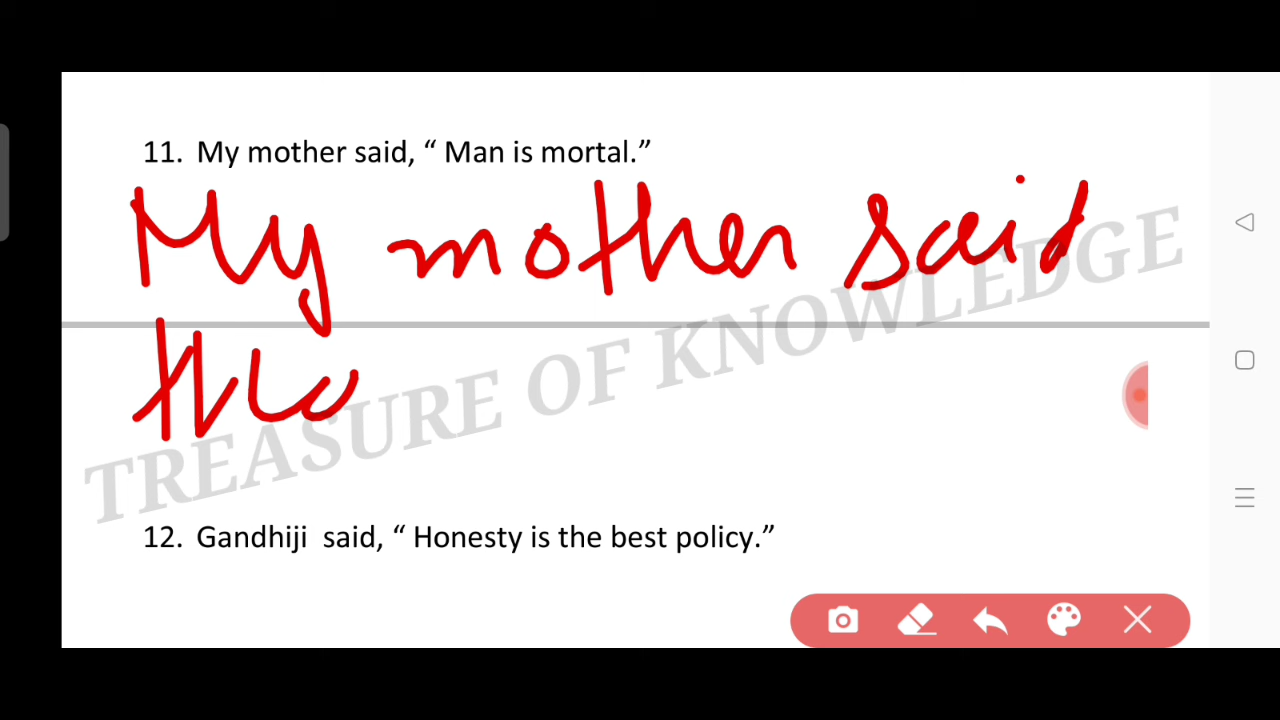 11. My mother said, “ Man is mortal.”
My mother said
TREASURE OF KNOWLEDGE
12. Gandhiji said, “ Honesty is the best policy.”